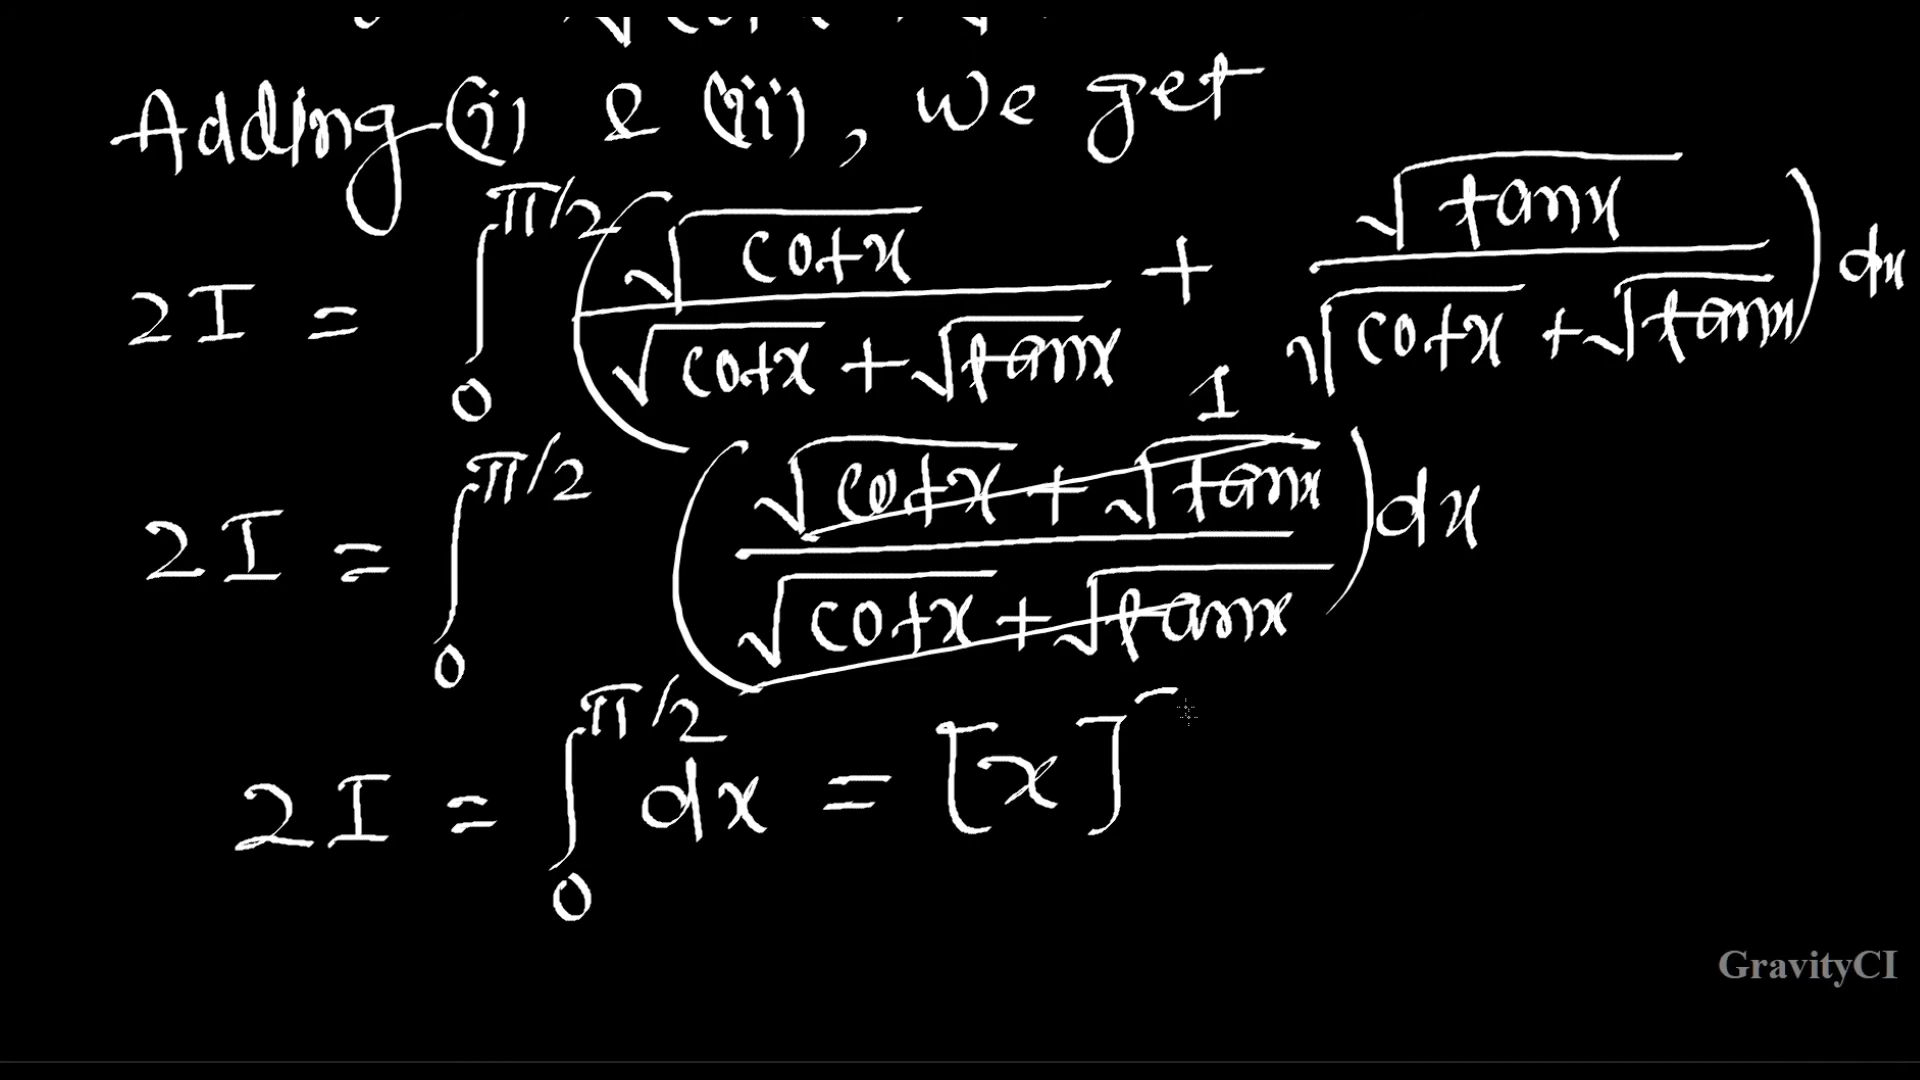 Adding (i) & (ii), we get
2I = ∫₀^π/2 (√cotx / (√cotx + √tanx) + √tanx / (√cotx + √tanx)) dx
2I = ∫₀^π/2 ((√cotx + √tanx) / (√cotx + √tanx)) dx 1
2I = ∫₀^π/2 dx = [x]
GravityCI